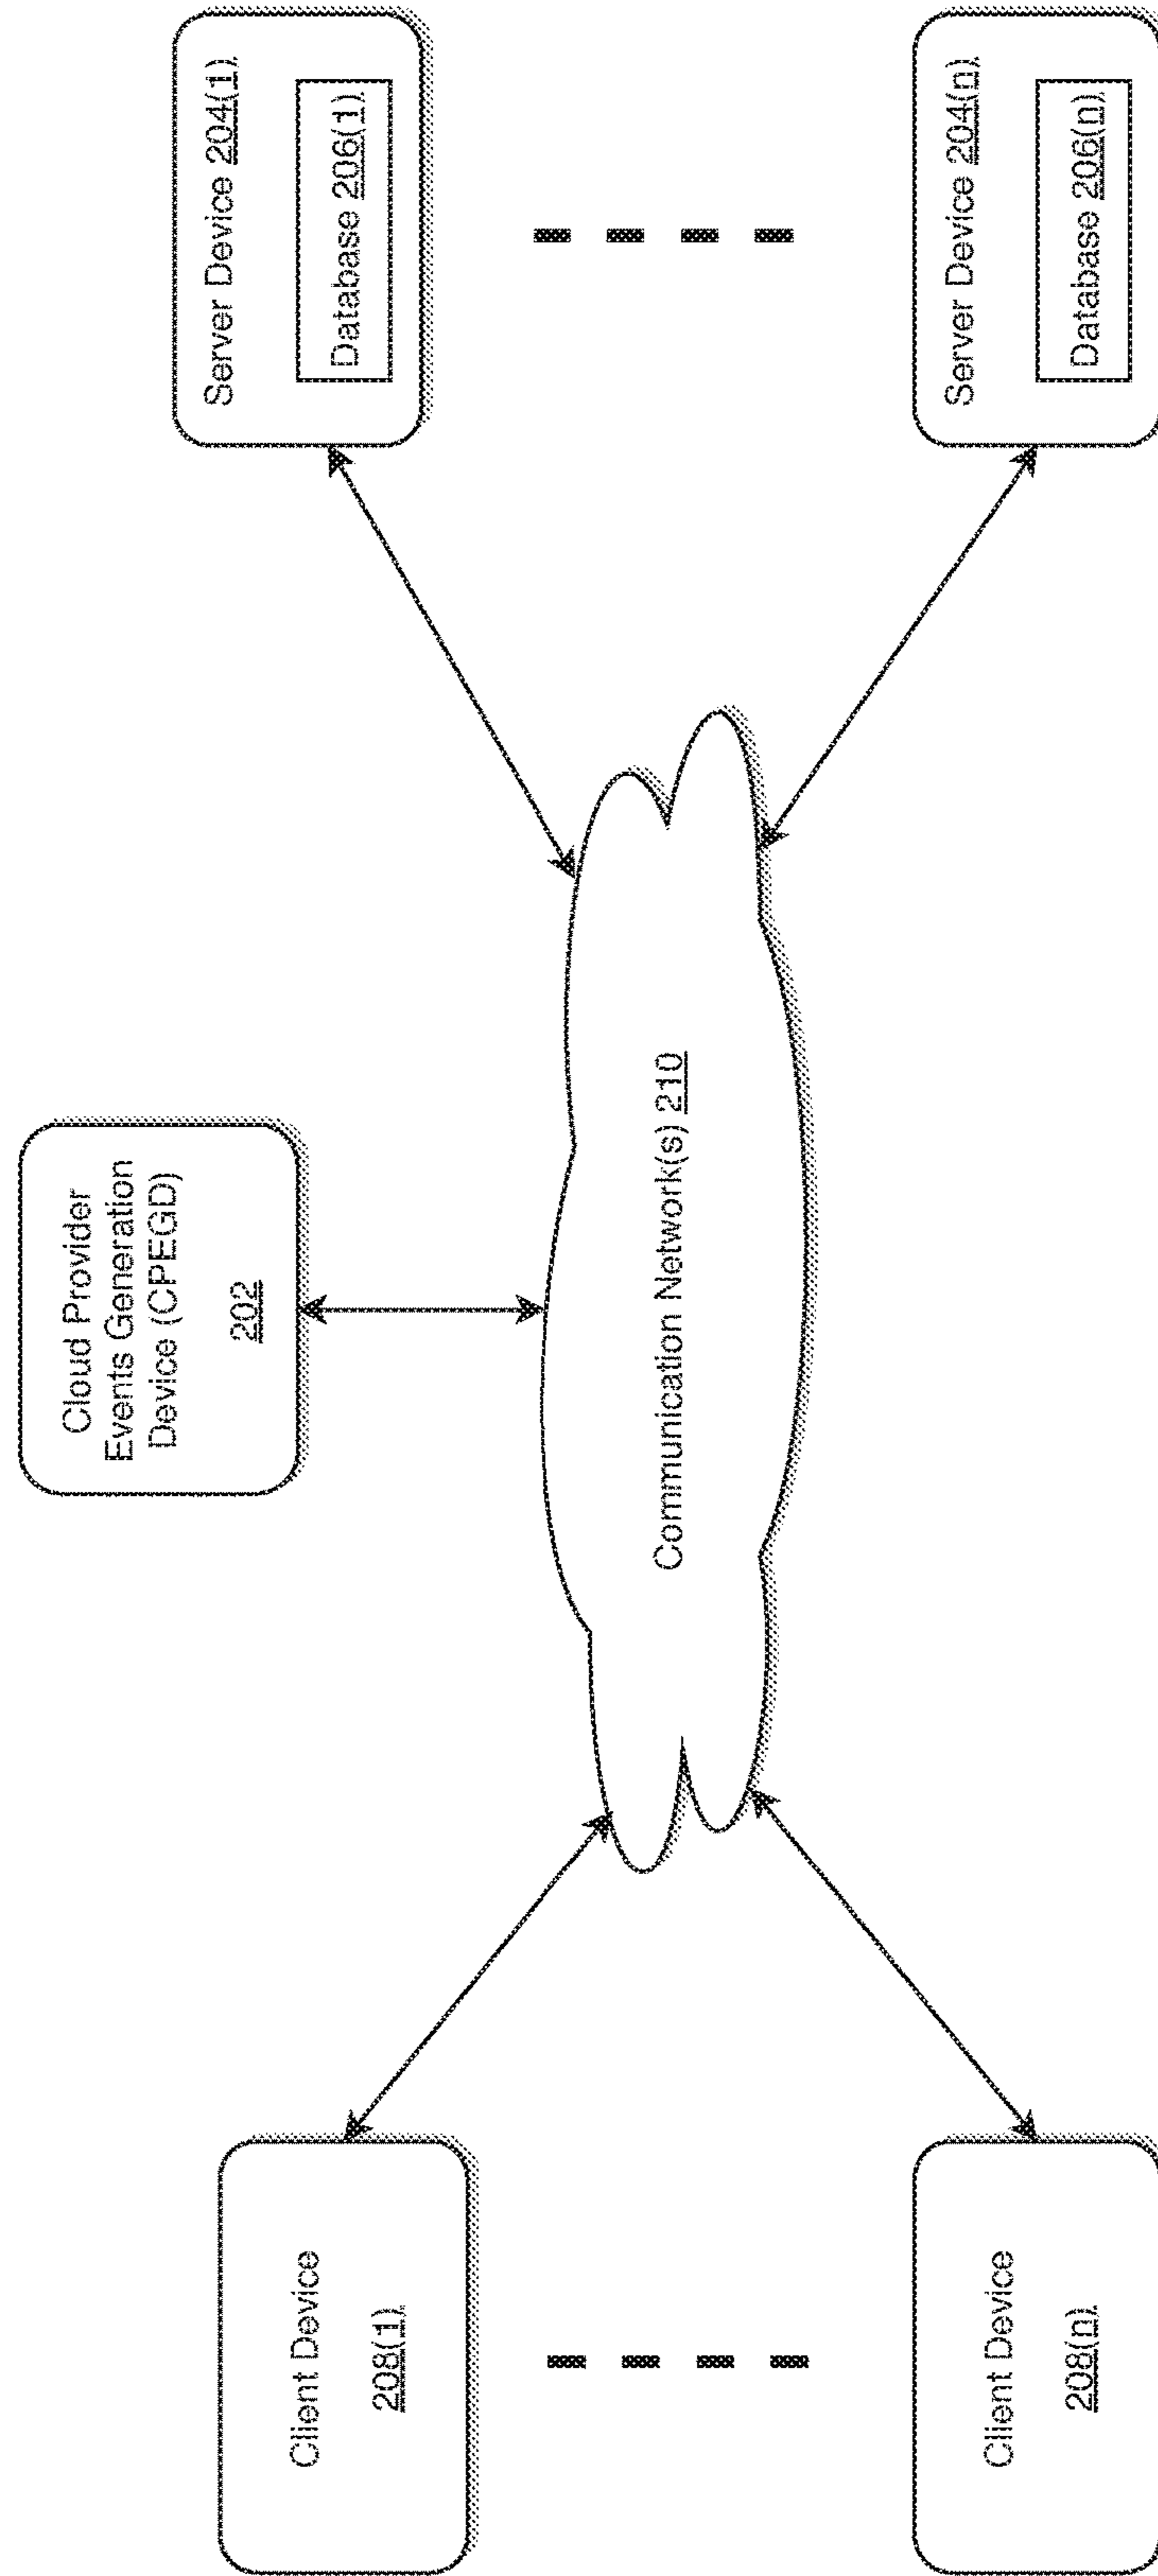 Cloud Provider
Events Generation
Device (CPEGD)
202
Client Device
208(1)
Client Device
208(n)
Communication Network(s) 210
Server Device 204(1)
Database 206(1)
Server Device 204(n)
Database 206(n)